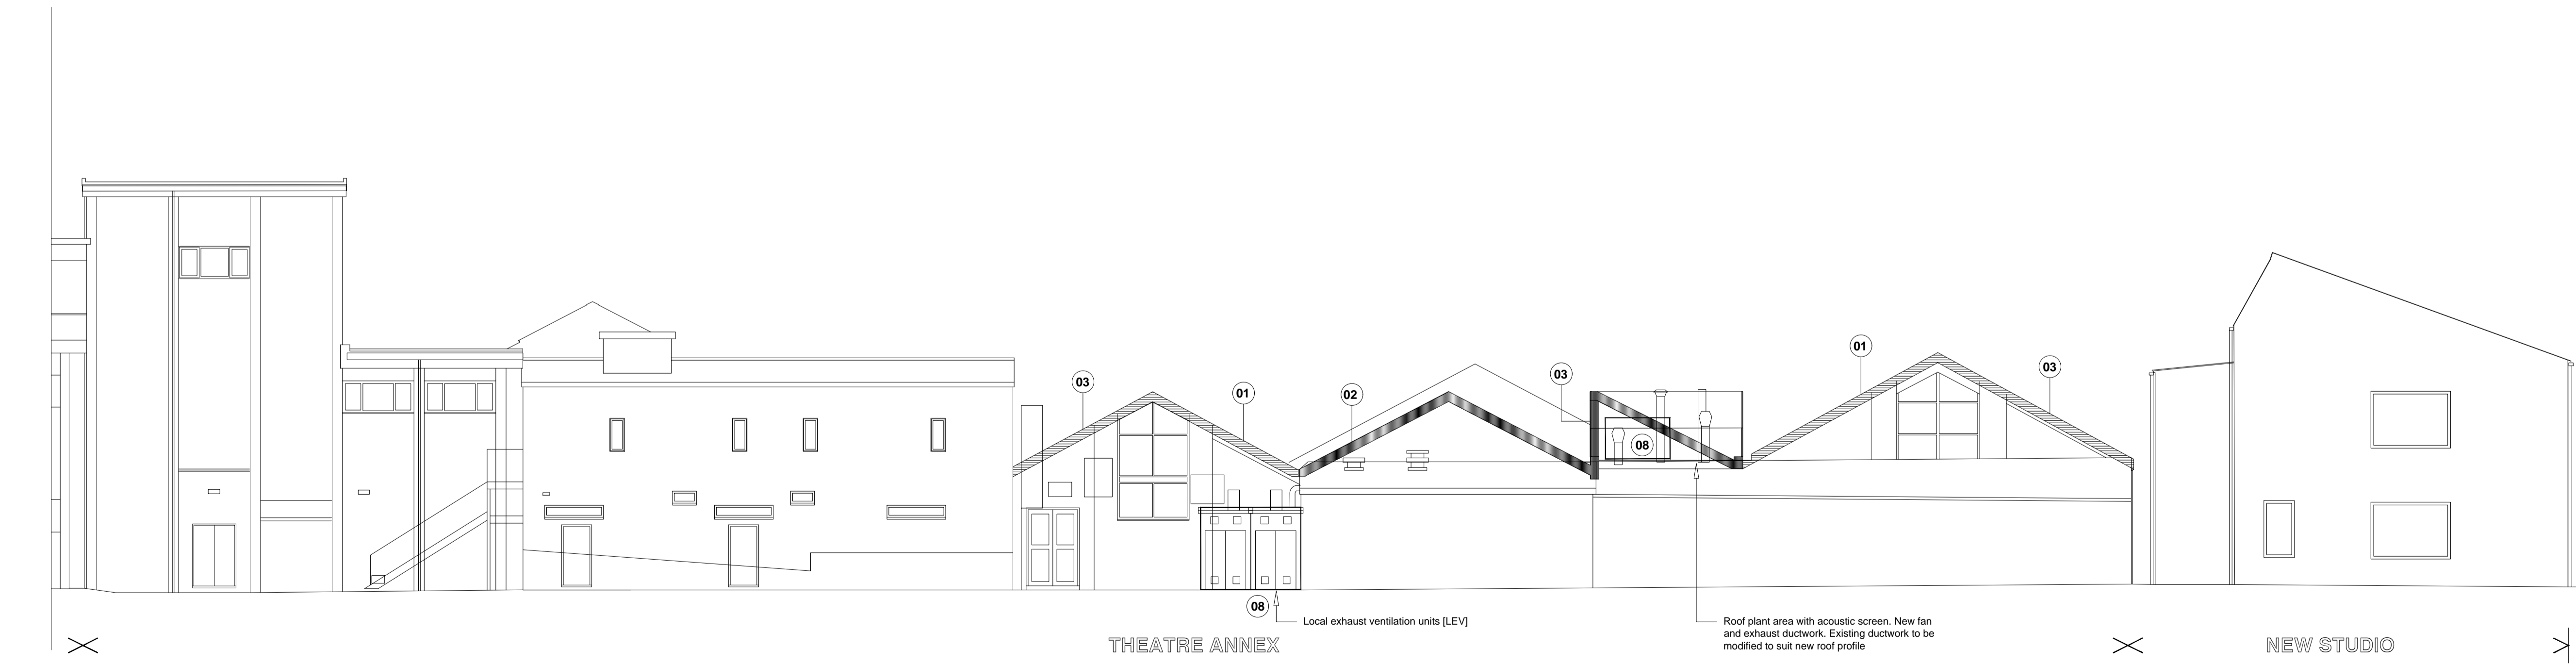 01
03
03
03
01
02
08
08
Local exhaust ventilation units [LEV]
Roof plant area with acoustic screen. New fan
and exhaust ductwork. Existing ductwork to be
modified to suit new roof profile
THEATRE ANNEX
NEW STUDIO